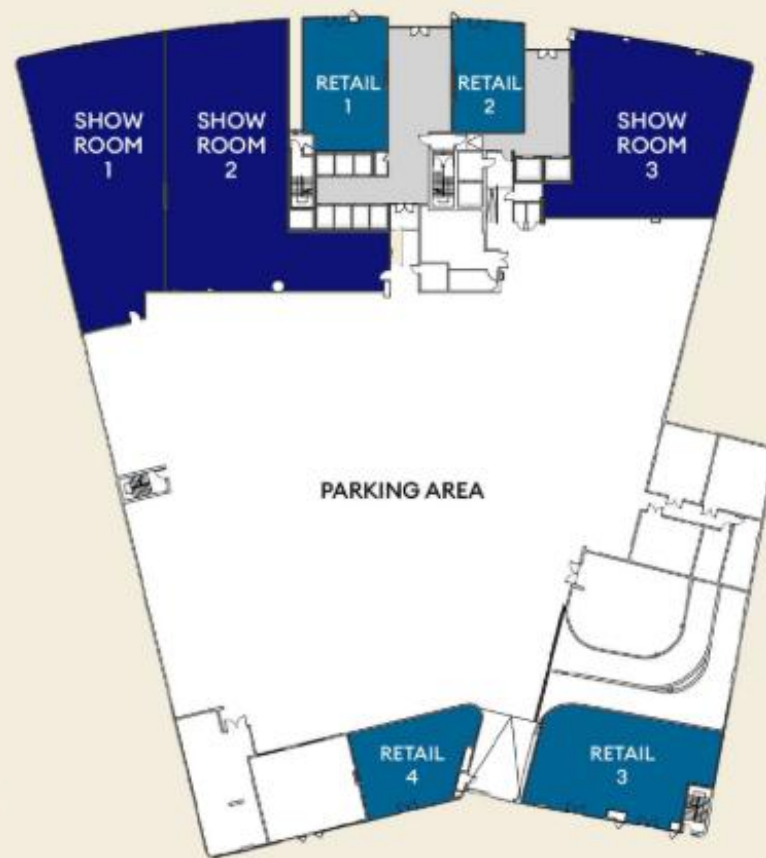 RETAIL
1
RETAIL
2
SHOW
ROOM
1
SHOW
ROOM
2
SHOW
ROOM
3
PARKING AREA
RETAIL
4
RETAIL
3